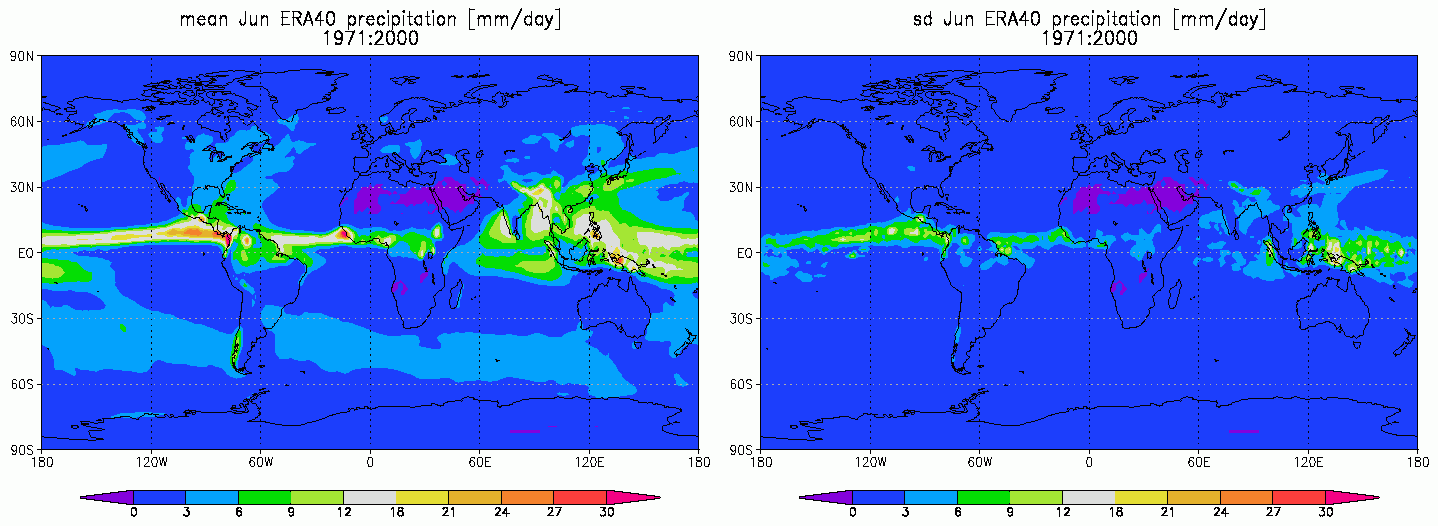 mean Jun ERA40 precipitation [mm/day]
1971:2000
90N
60N
30N
EQ
30S
60S
90S
180 120W 60W 0 60E 120E 180
0 3 6 9 12 18 21 24 27 30
sd Jun ERA40 precipitation [mm/day]
1971:2000
90N
60N
30N
EQ
30S
60S
90S
180 120W 60W 0 60E 120E 180
0 3 6 9 12 18 21 24 27 30